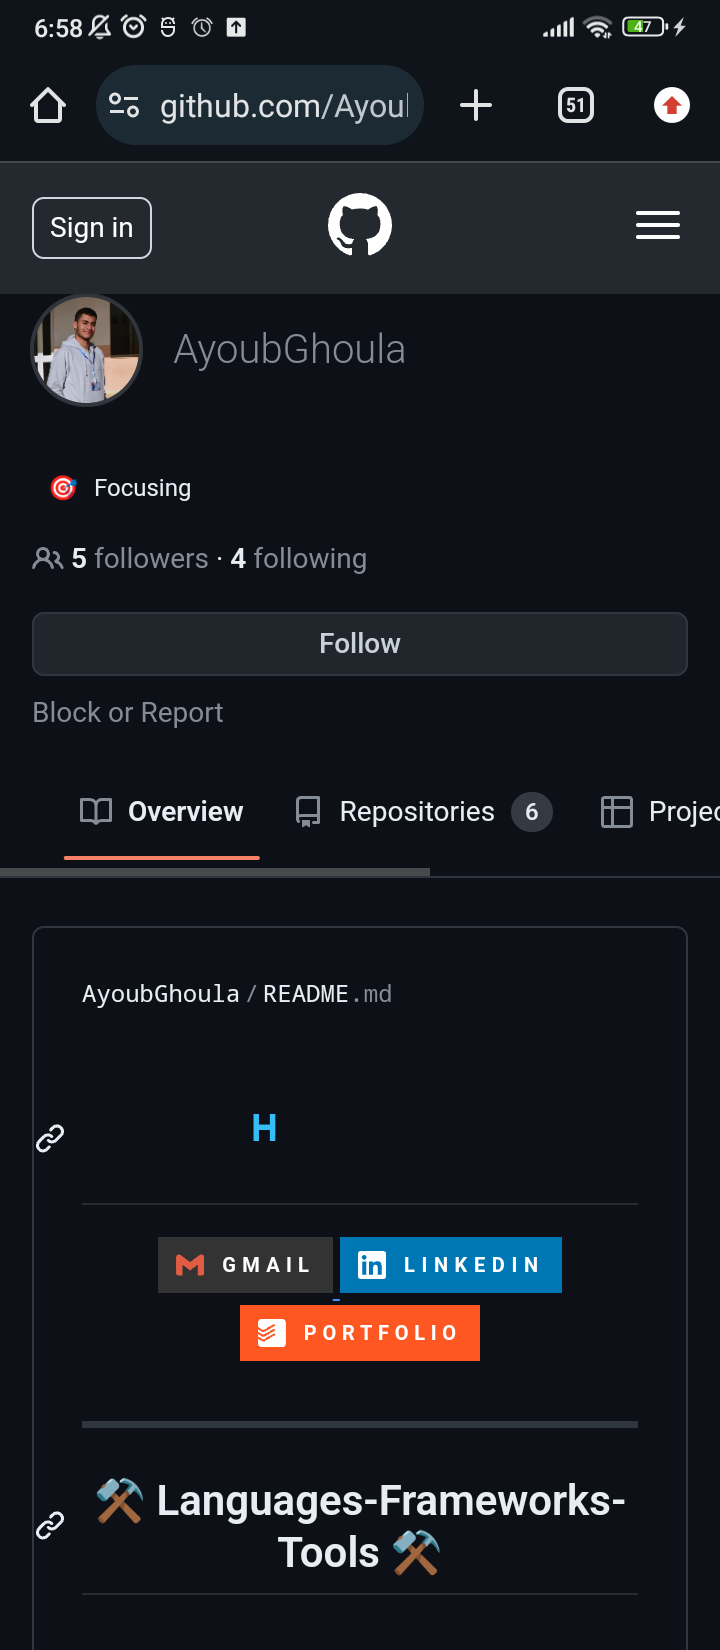 6:58
47
github.com/Ayou
51
Sign in
AyoubGhoula
Focusing
5 followers · 4 following
Follow
Block or Report
Overview Repositories 6 Projec
AyoubGhoula/README.md
H
GMAIL LINKEDIN
PORTFOLIO
Languages-Frameworks-
Tools